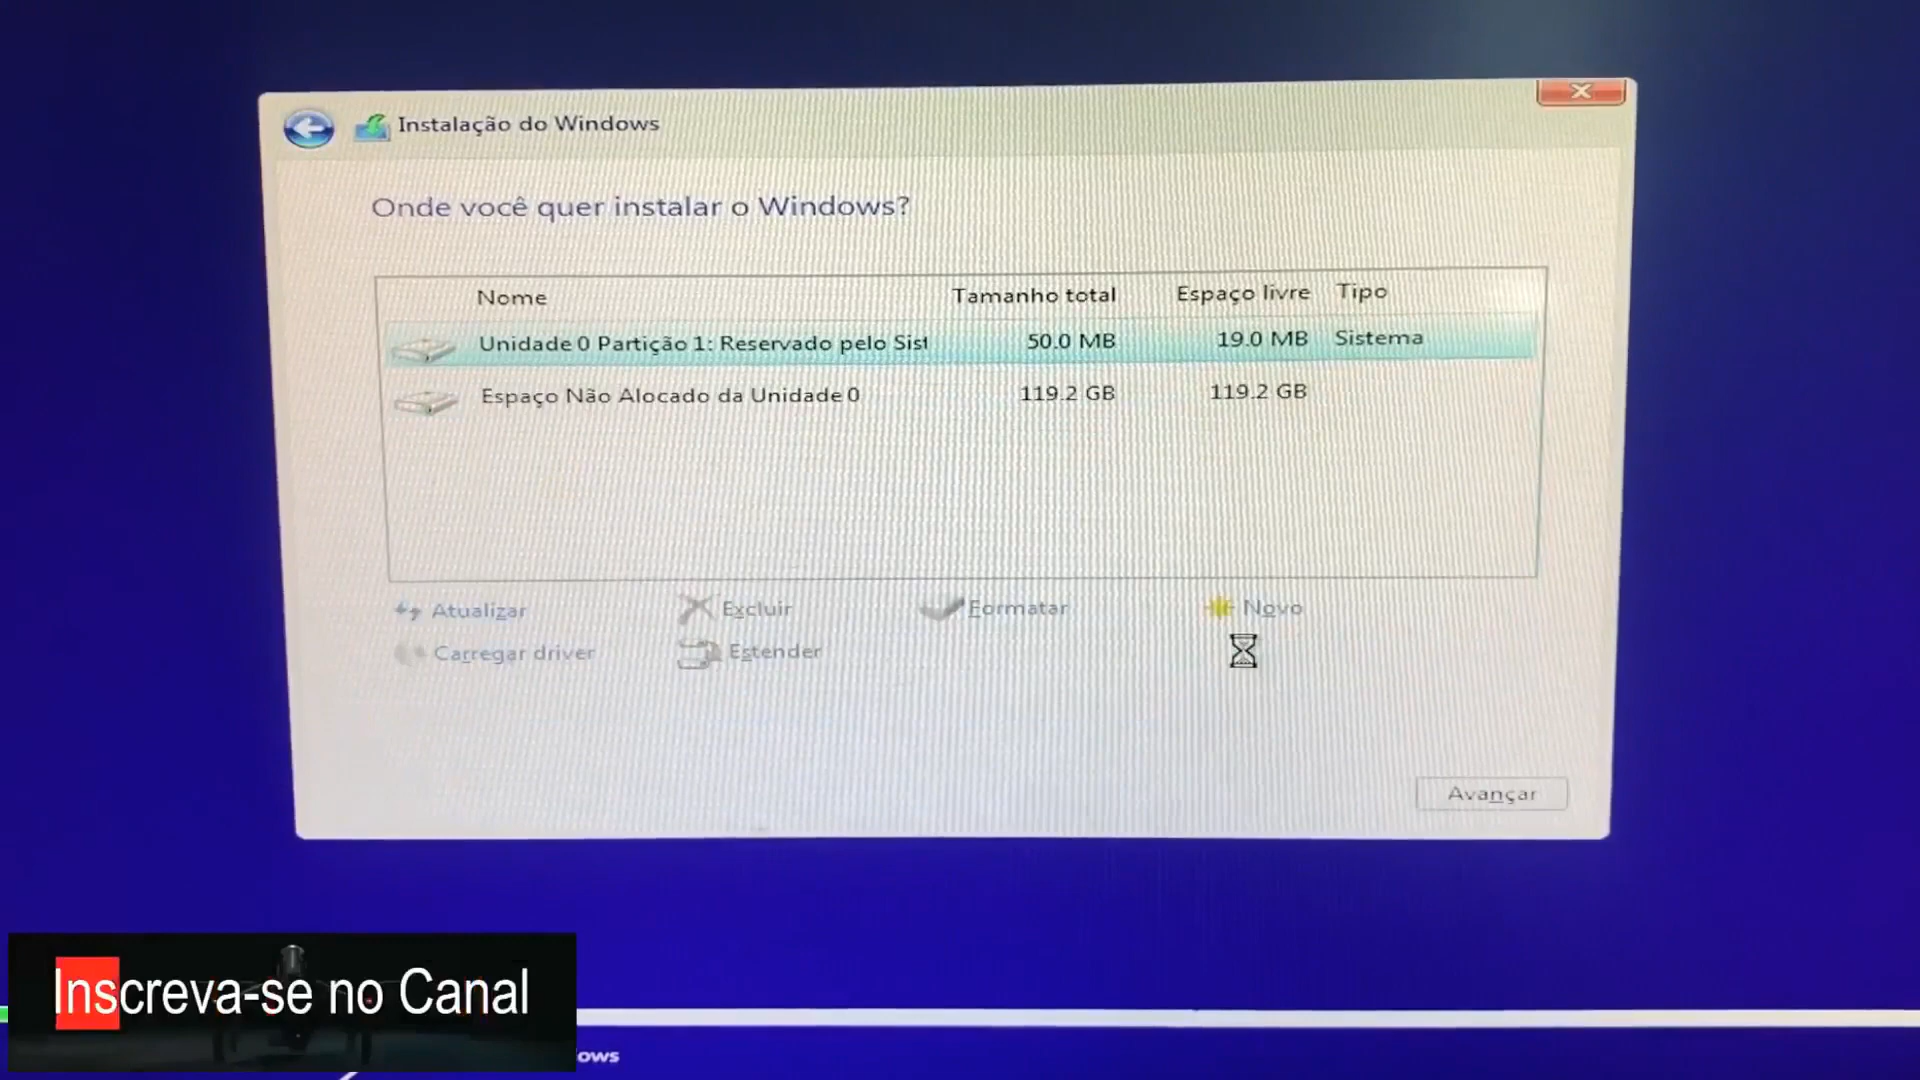 Instalação do Windows
Onde você quer instalar o Windows?
Nome Tamanho total Espaço livre Tipo
Unidade 0 Partição 1: Reservado pelo Sist 50.0 MB 19.0 MB Sistema
Espaço Não Alocado da Unidade 0 119.2 GB 119.2 GB
Atualizar Excluir Formatar Novo
Carregar driver Estender
Avançar
Inscreva-se no Canal
ows